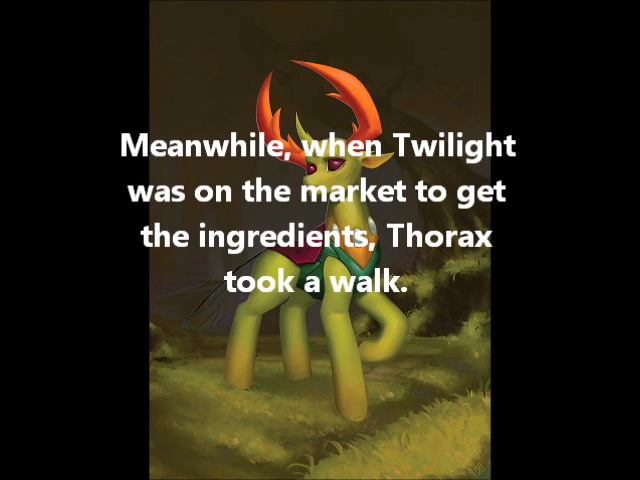 Meanwhile, when Twilight
was on the market to get
the ingredients, Thorax
took a walk.